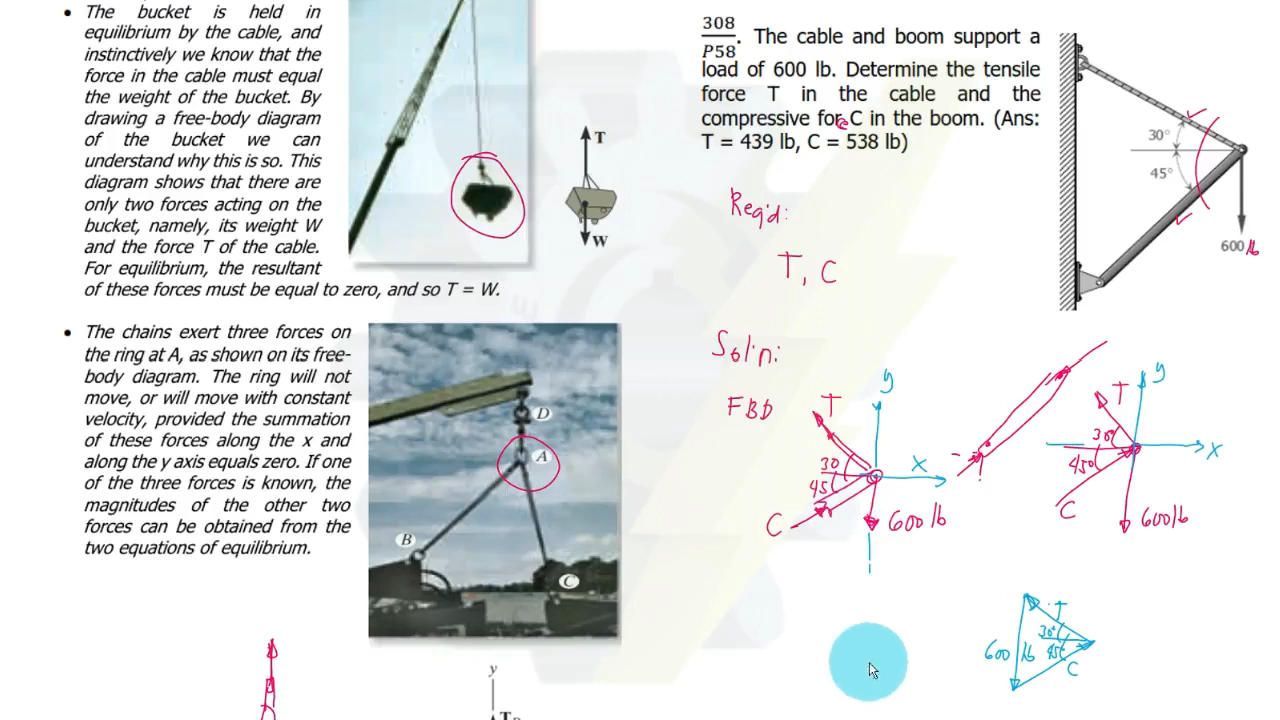 • The bucket is held in
equilibrium by the cable, and
instinctively we know that the
force in the cable must equal
the weight of the bucket. By
drawing a free-body diagram
of the bucket we can
understand why this is so. This
diagram shows that there are
only two forces acting on the
bucket, namely, its weight W
and the force T of the cable.
For equilibrium, the resultant
of these forces must be equal to zero, and so T = W.
T
W
• The chains exert three forces on
the ring at A, as shown on its free-
body diagram. The ring will not
move, or will move with constant
velocity, provided the summation
of these forces along the x and
along the y axis equals zero. If one
of the three forces is known, the
magnitudes of the other two
forces can be obtained from the
two equations of equilibrium.
D
A
B
C
y
308
P58 . The cable and boom support a
load of 600 lb. Determine the tensile
force T in the cable and the
compressive force C in the boom. (Ans:
T = 439 lb, C = 538 lb)
30°
45°
600 lb
Req'd:
T, C
Sol'n:
FBD
y
T
30
45
x
C
600 lb
y
T
30°
45°
x
C
600 lb
T
30°
45°
600 lb
C